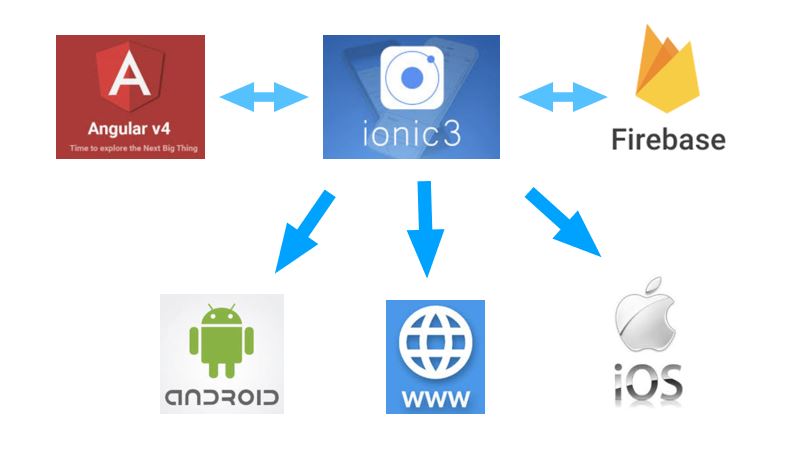 Angular v4
Time to explore the Next Big Thing
ionic3
Firebase
ANDROID
www
iOS